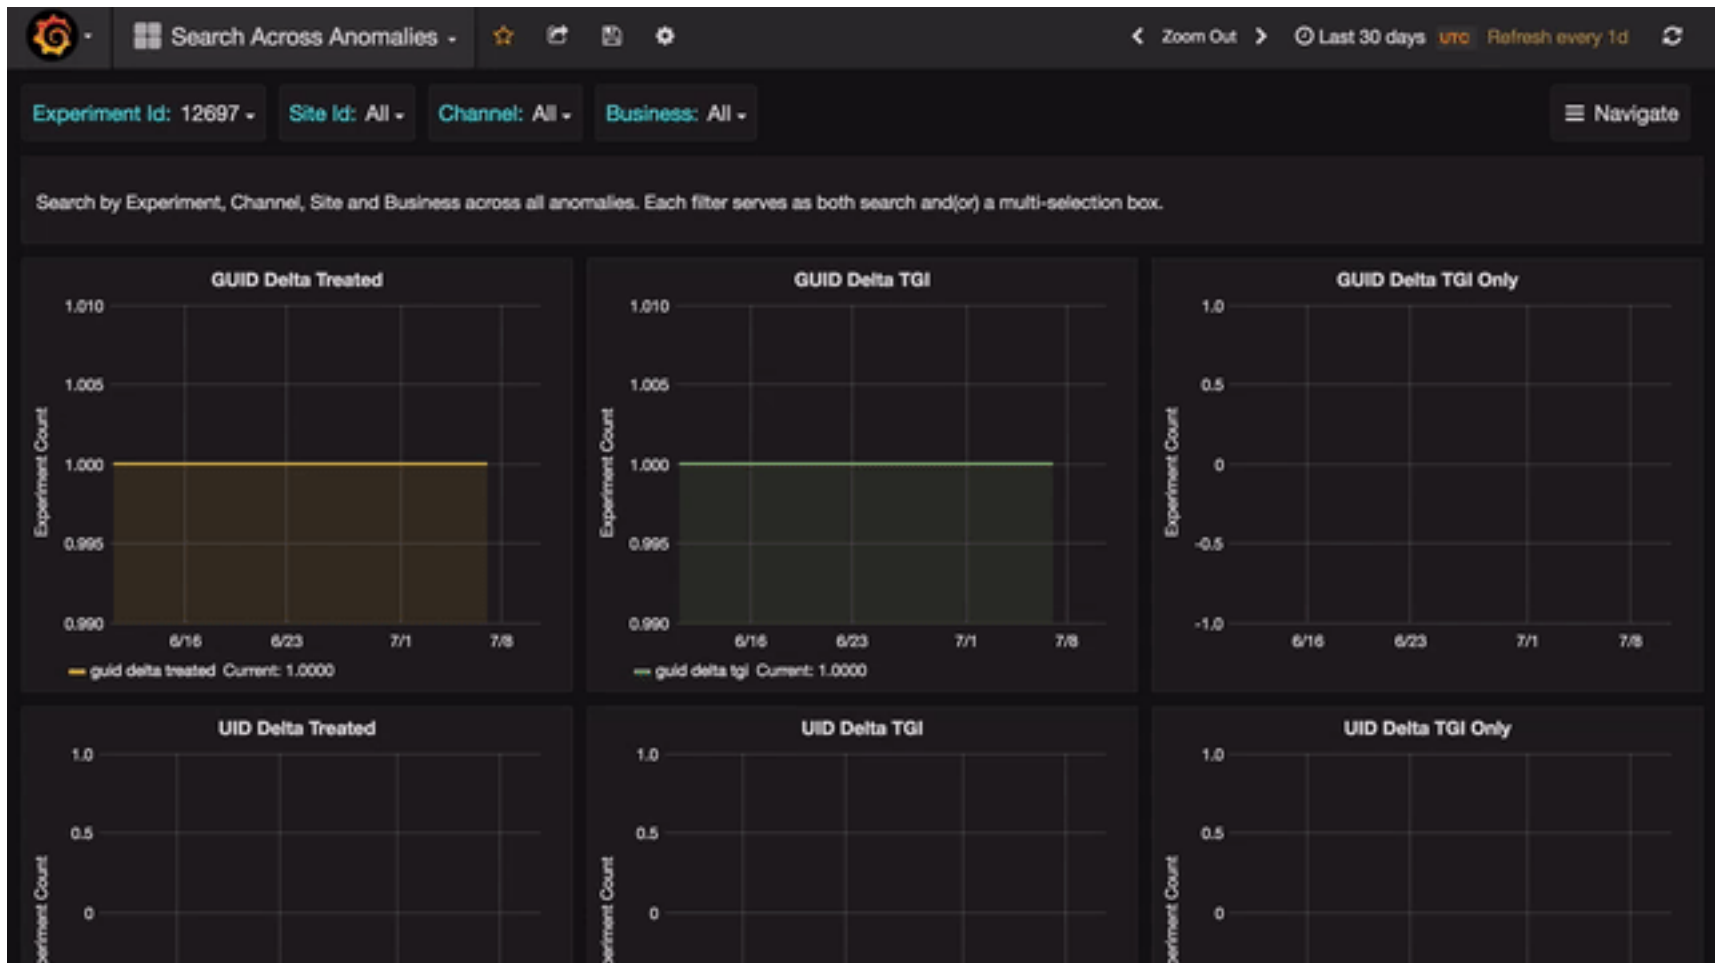 Search Across Anomalies
Zoom Out
Last 30 days UTC Refresh every 1d
Experiment Id: 12697
Site Id: All
Channel: All
Business: All
Navigate
Search by Experiment, Channel, Site and Business across all anomalies. Each filter serves as both search and(or) a multi-selection box.
GUID Delta Treated
1.010
1.005
1.000
0.995
0.990
Experiment Count
6/16 6/23 7/1 7/8
guid delta treated Current: 1.0000
GUID Delta TGI
1.010
1.005
1.000
0.995
0.990
Experiment Count
6/16 6/23 7/1 7/8
guid delta tgi Current: 1.0000
GUID Delta TGI Only
1.0
0.5
0
-0.5
-1.0
Experiment Count
6/16 6/23 7/1 7/8
UID Delta Treated
1.0
0.5
0
eriment Count
UID Delta TGI
1.0
0.5
0
eriment Count
UID Delta TGI Only
1.0
0.5
0
eriment Count